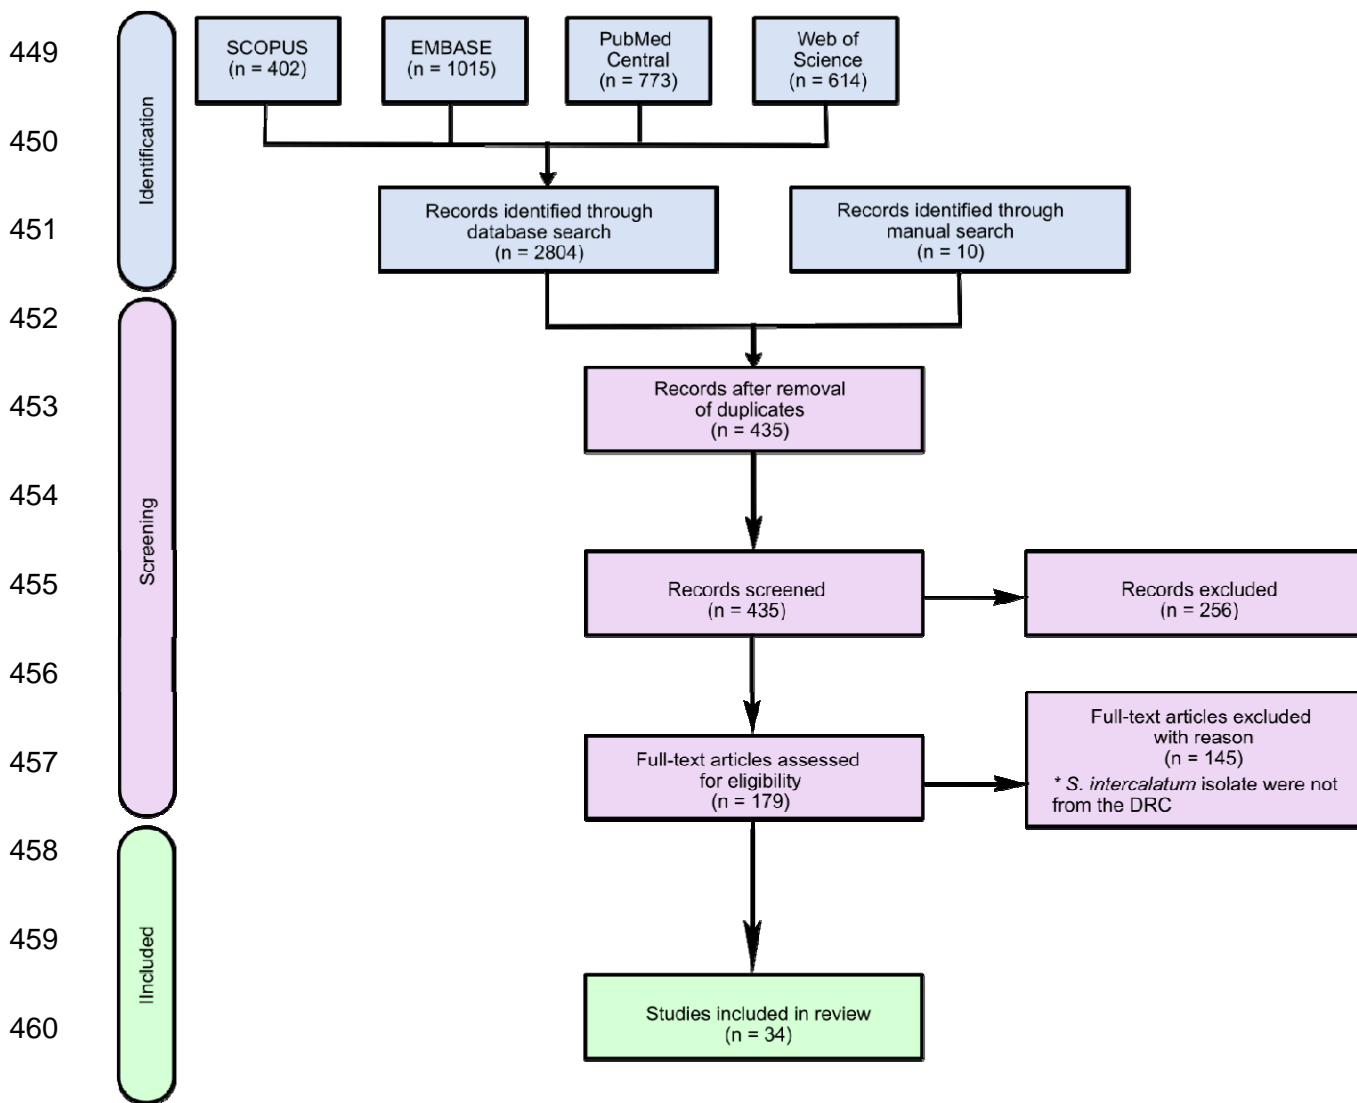 449
SCOPUS
(n = 402)
EMBASE
(n = 1015)
PubMed
Central
(n = 773)
Web of
Science
(n = 614)
450
Identification
451
Records identified through
database search
(n = 2804)
Records identified through
manual search
(n = 10)
452
453
Records after removal
of duplicates
(n = 435)
454
Screening
455
Records screened
(n = 435)
Records excluded
(n = 256)
456
457
Full-text articles assessed
for eligibility
(n = 179)
Full-text articles excluded
with reason
(n = 145)
* S. intercalatum isolate were not
from the DRC
458
459
IIncluded
460
Studies included in review
(n = 34)